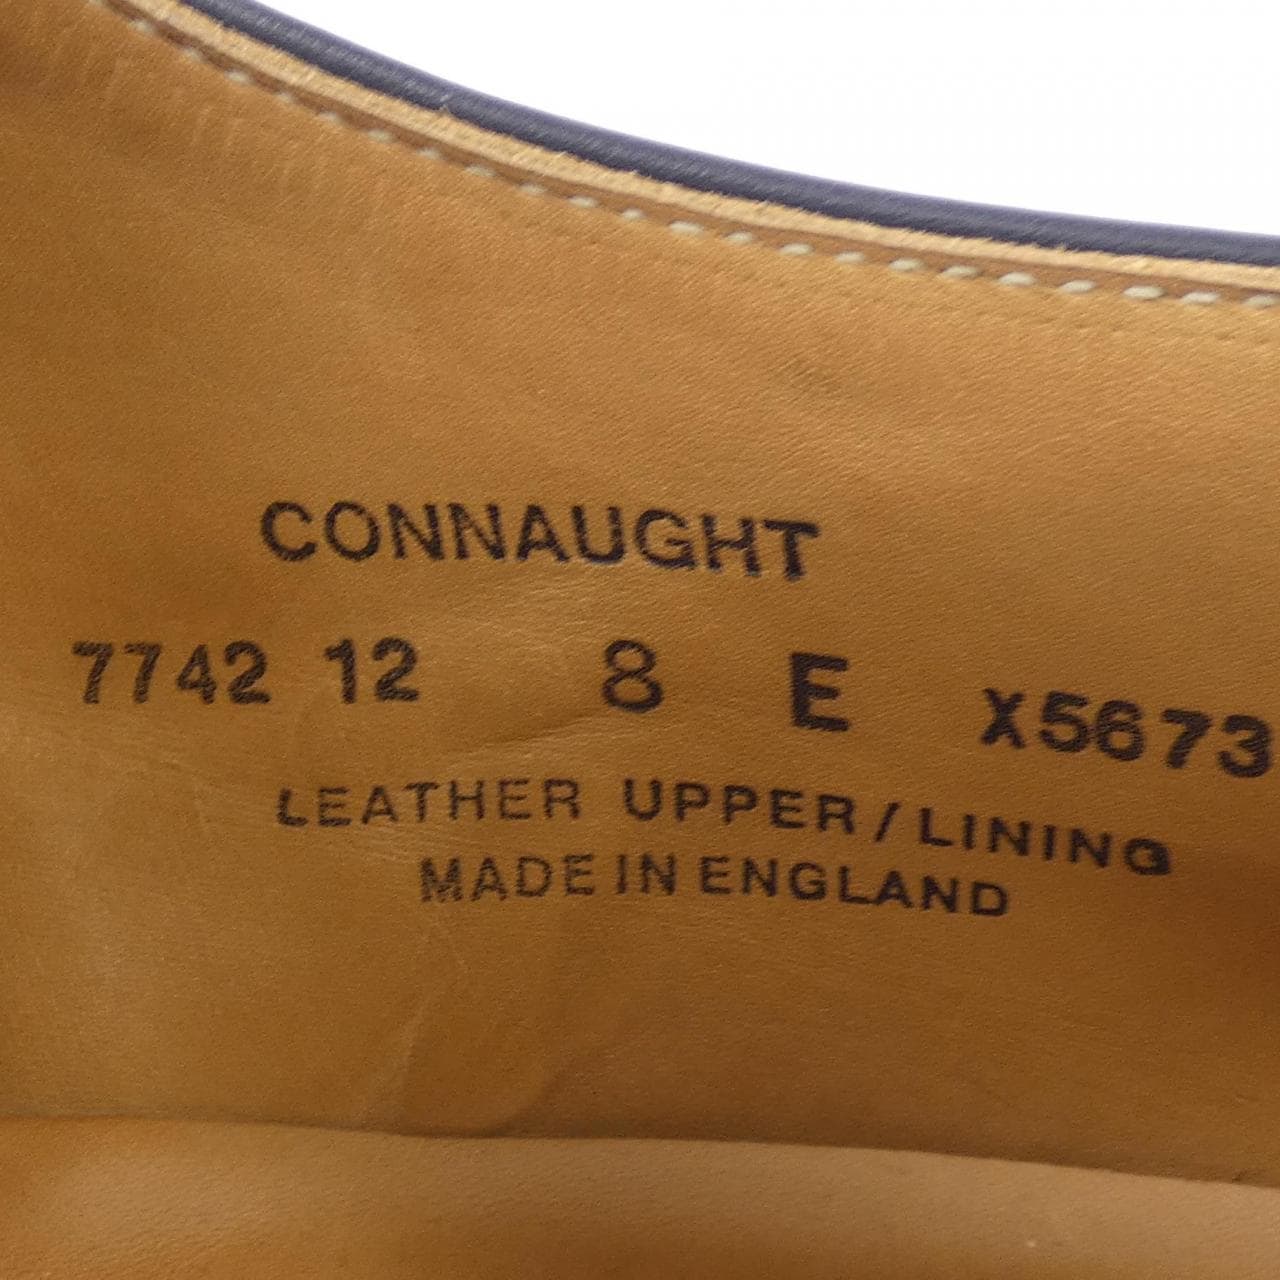 CONNAUGHT
7742 12 8 E X5673
LEATHER UPPER/LINING
MADE IN ENGLAND